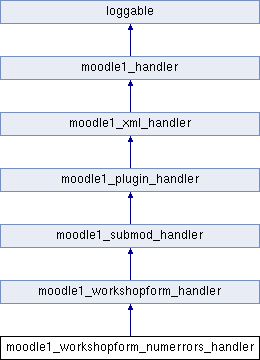 loggable
moodle1_handler
moodle1_xml_handler
moodle1_plugin_handler
moodle1_submod_handler
moodle1_workshopform_handler
moodle1_workshopform_numerrors_handler